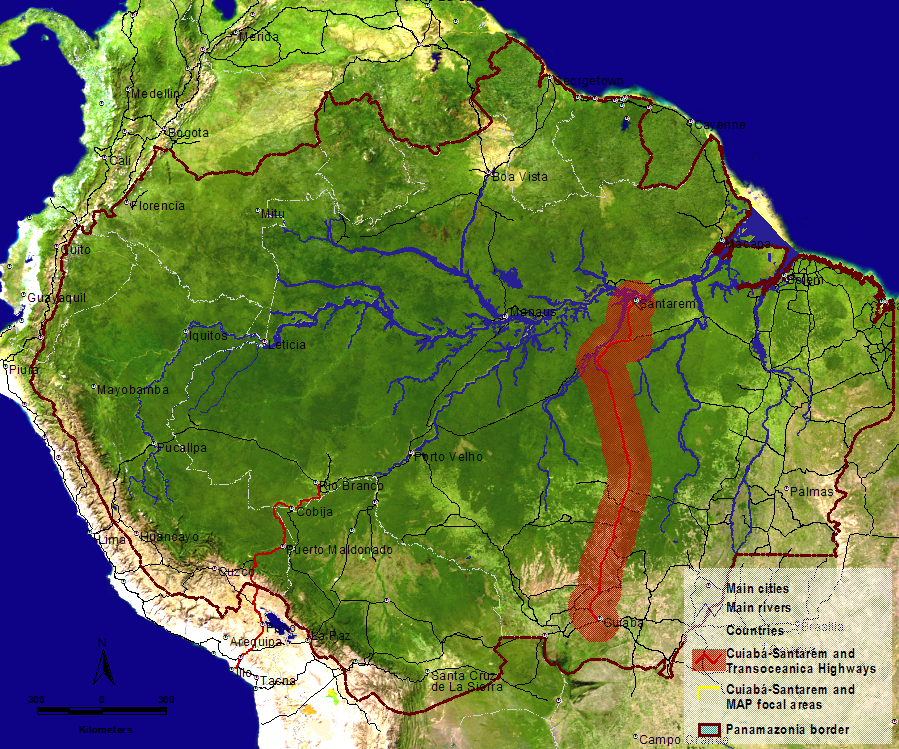 Merida
Medellin
Georgetown
Bogota
Cayenne
Cali
Boa Vista
Florencia
Mitu
Quito
Macapa
Belem
Guayaquil
Santarem
Manaus
Iquitos
Leticia
Piura
Mayobamba
Pucallpa
Porto Velho
Rio Branco
Palmas
Cobija
Lima
Huancayo
Puerto Maldonado
Cuzco
Cuiaba
Puno
La Paz
Arequipa
Ilo
Tacna
Santa Cruz
de La Sierra
Campo Grande
N
300 0 300
Kilometers
Main cities
Main rivers
Countries
Brasilia
Cuiabá-Santarém and
Transoceanica Highways
Cuiabá-Santarem and
MAP focal areas
Panamazonia border